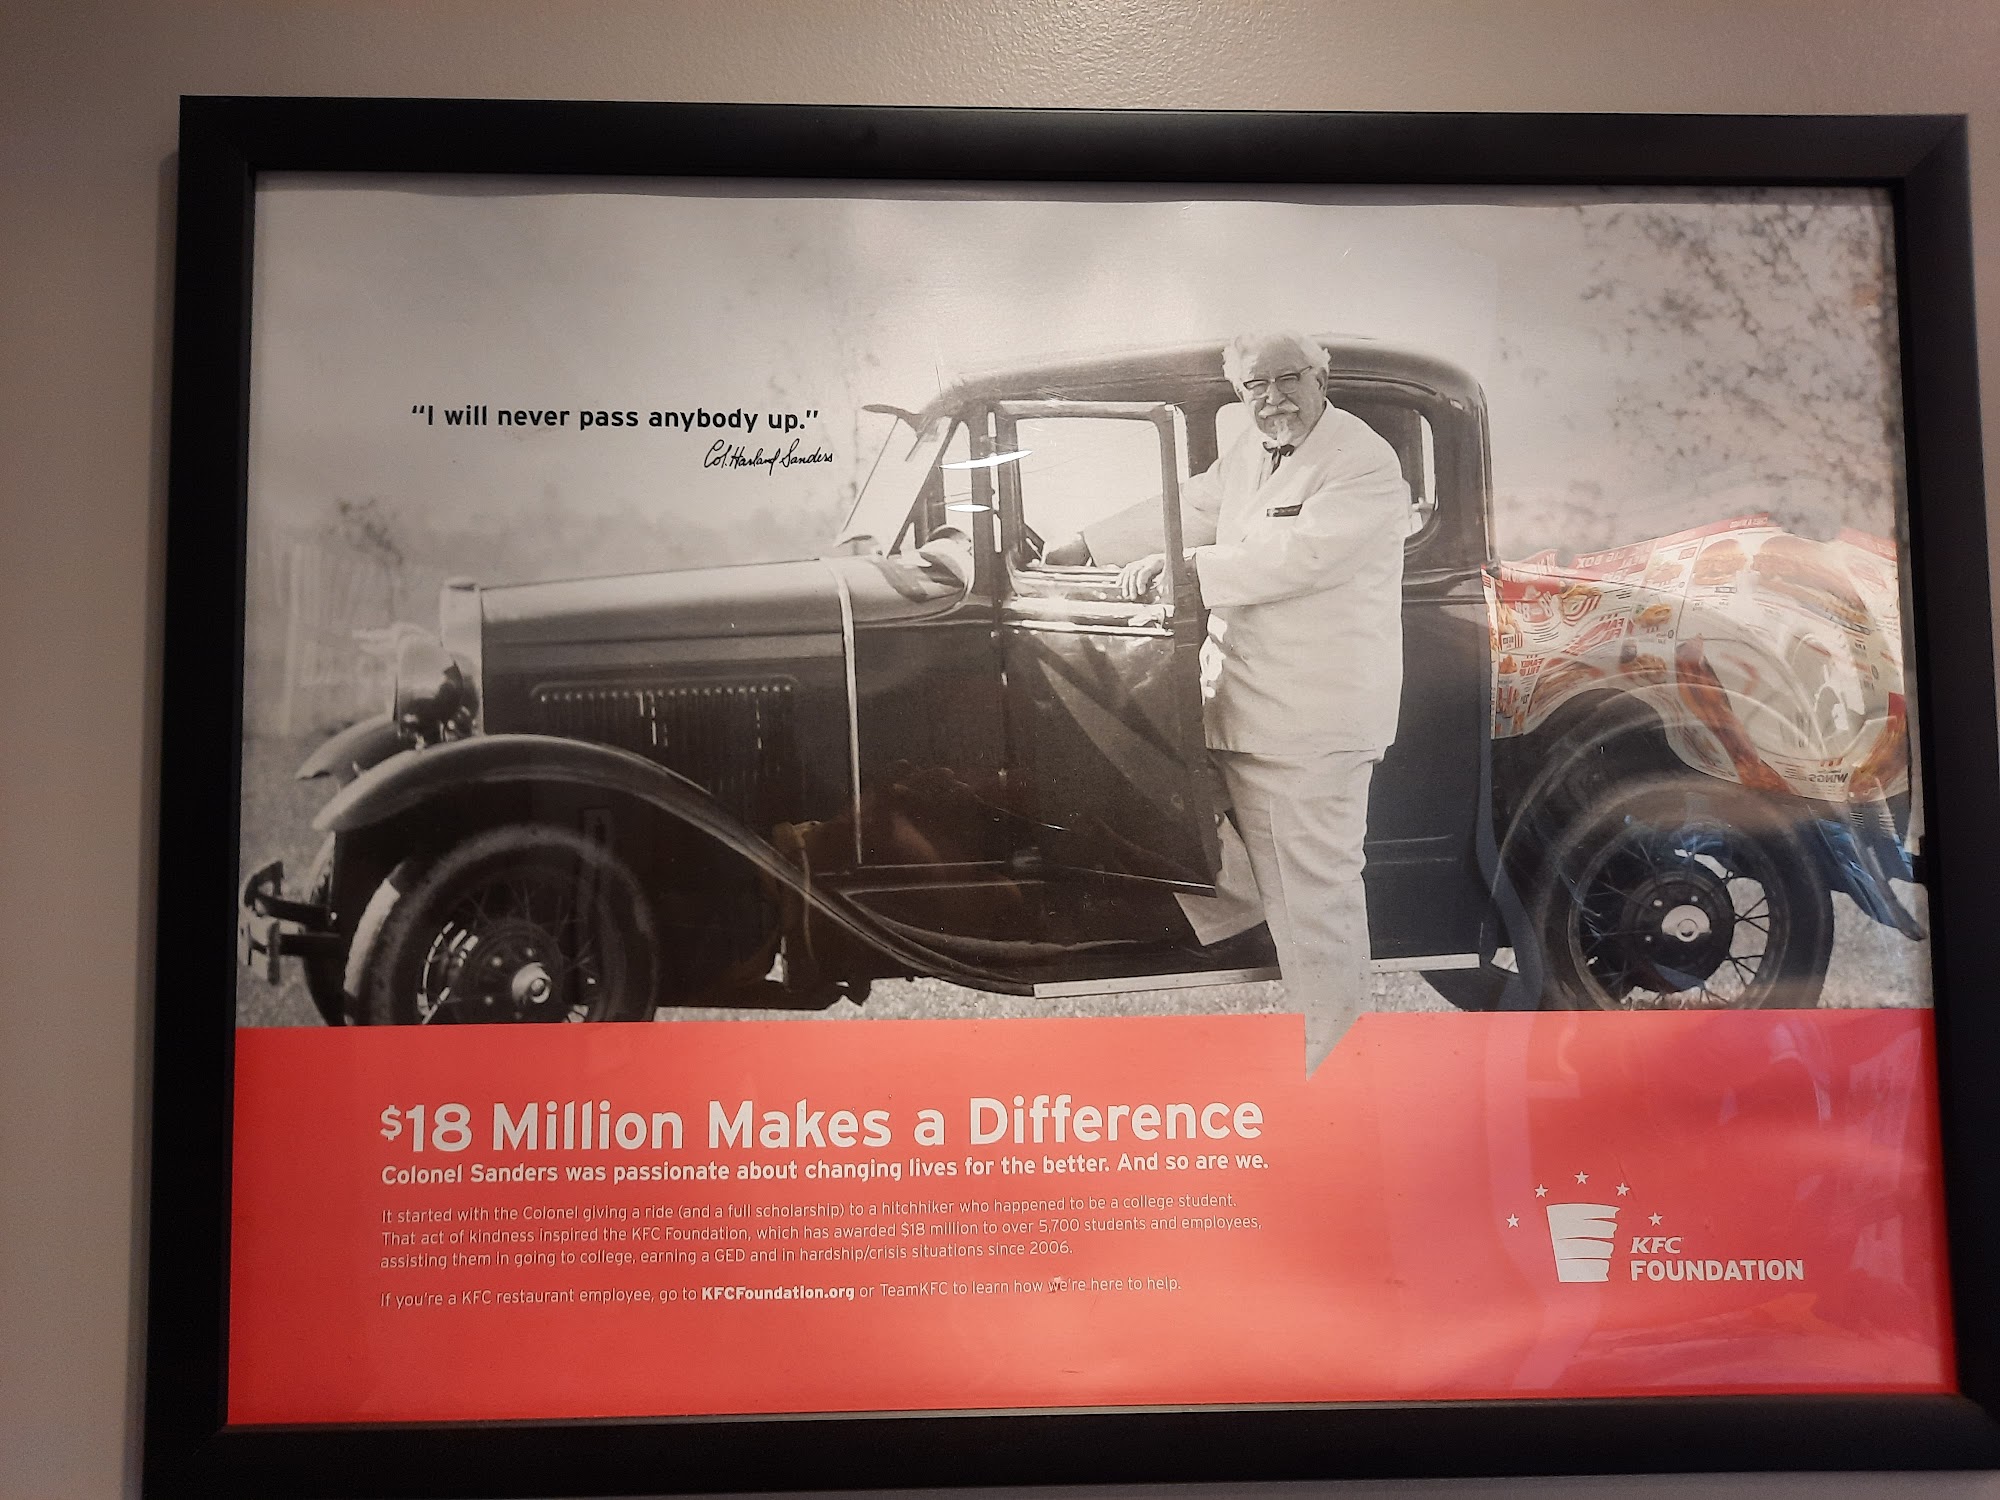 “I will never pass anybody up.”
Col. Harland Sanders
$18 Million Makes a Difference
Colonel Sanders was passionate about changing lives for the better. And so are we.
It started with the Colonel giving a ride (and a full scholarship) to a hitchhiker who happened to be a college student.
That act of kindness inspired the KFC Foundation, which has awarded $18 million to over 5,700 students and employees,
assisting them in going to college, earning a GED and in hardship/crisis situations since 2006.
If you're a KFC restaurant employee, go to KFCFoundation.org or TeamKFC to learn how we're here to help.
KFC
FOUNDATION